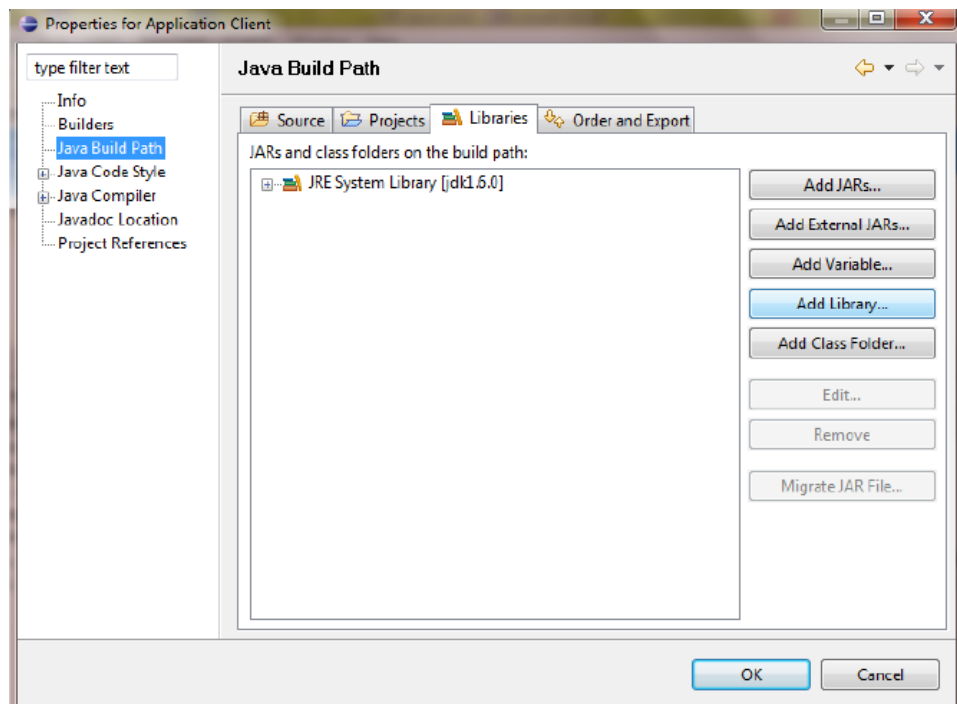 Properties for Application Client
type filter text
Info
Builders
Java Build Path
Java Code Style
Java Compiler
Javadoc Location
Project References
Java Build Path
Source Projects Libraries Order and Export
JARs and class folders on the build path:
JRE System Library [jdk1.6.0]
Add JARs...
Add External JARs...
Add Variable...
Add Library...
Add Class Folder...
Edit...
Remove
Migrate JAR File...
OK Cancel